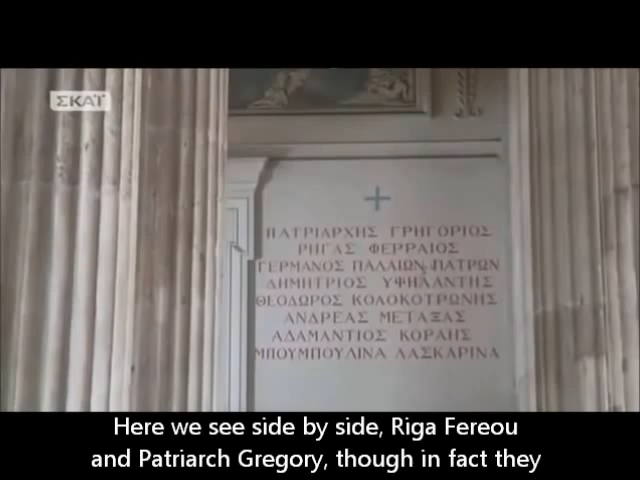 ΣΚΑΪ
ΠΑΤΡΙΑΡΧΗΣ ΓΡΗΓΟΡΙΟΣ
ΡΗΓΑΣ ΦΕΡΡΑΙΟΣ
ΓΕΡΜΑΝΟΣ ΠΑΛΑΙΩΝ ΠΑΤΡΩΝ
ΔΗΜΗΤΡΙΟΣ ΥΨΗΛΑΝΤΗΣ
ΘΕΟΔΩΡΟΣ ΚΟΛΟΚΟΤΡΩΝΗΣ
ΑΝΔΡΕΑΣ ΜΕΤΑΞΑΣ
ΑΔΑΜΑΝΤΙΟΣ ΚΟΡΑΗΣ
ΜΠΟΥΜΠΟΥΛΙΝΑ ΛΑΣΚΑΡΙΝΑ
Here we see side by side, Riga Fereou
and Patriarch Gregory, though in fact they